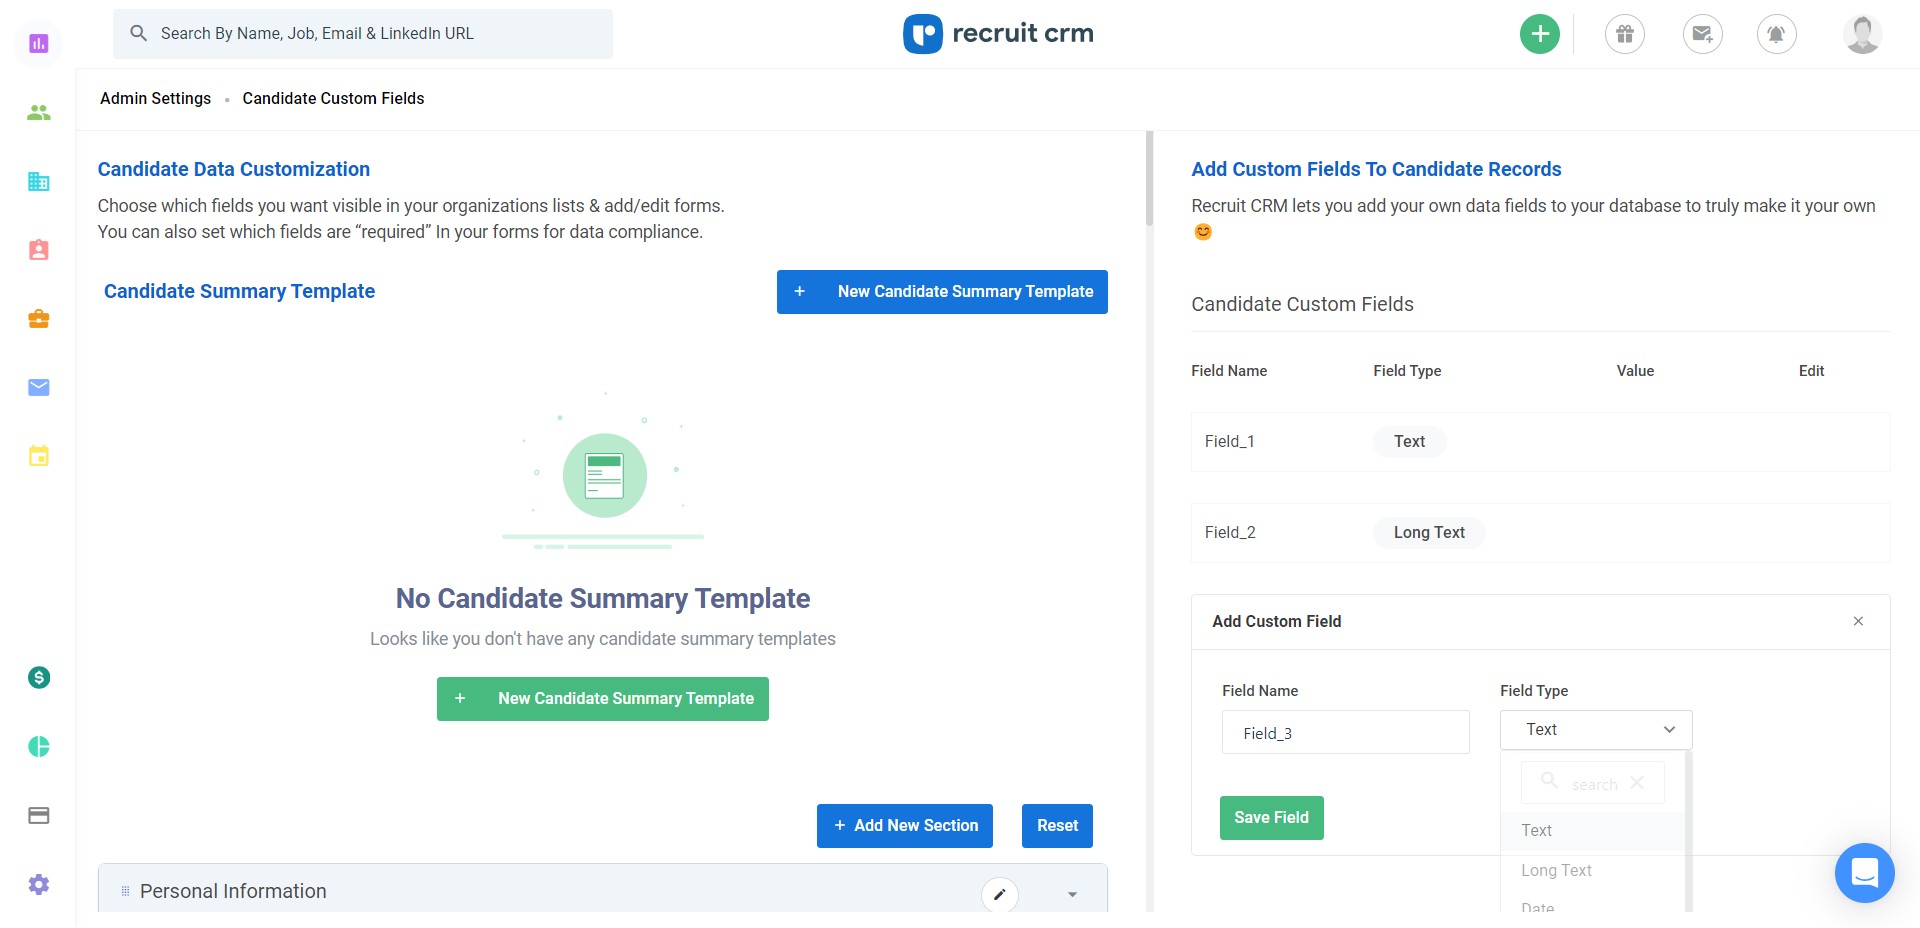 Search By Name, Job, Email & LinkedIn URL
recruit crm
Admin Settings • Candidate Custom Fields
Candidate Data Customization
Choose which fields you want visible in your organizations lists & add/edit forms.
You can also set which fields are “required” In your forms for data compliance.
Candidate Summary Template
+ New Candidate Summary Template
No Candidate Summary Template
Looks like you don't have any candidate summary templates
+ New Candidate Summary Template
+ Add New Section
Reset
Personal Information
Add Custom Fields To Candidate Records
Recruit CRM lets you add your own data fields to your database to truly make it your own
😊
Candidate Custom Fields
Field Name Field Type Value Edit
Field_1 Text
Field_2 Long Text
Add Custom Field
Field Name Field Type
Field_3 Text
search
Save Field
Text
Long Text
Date